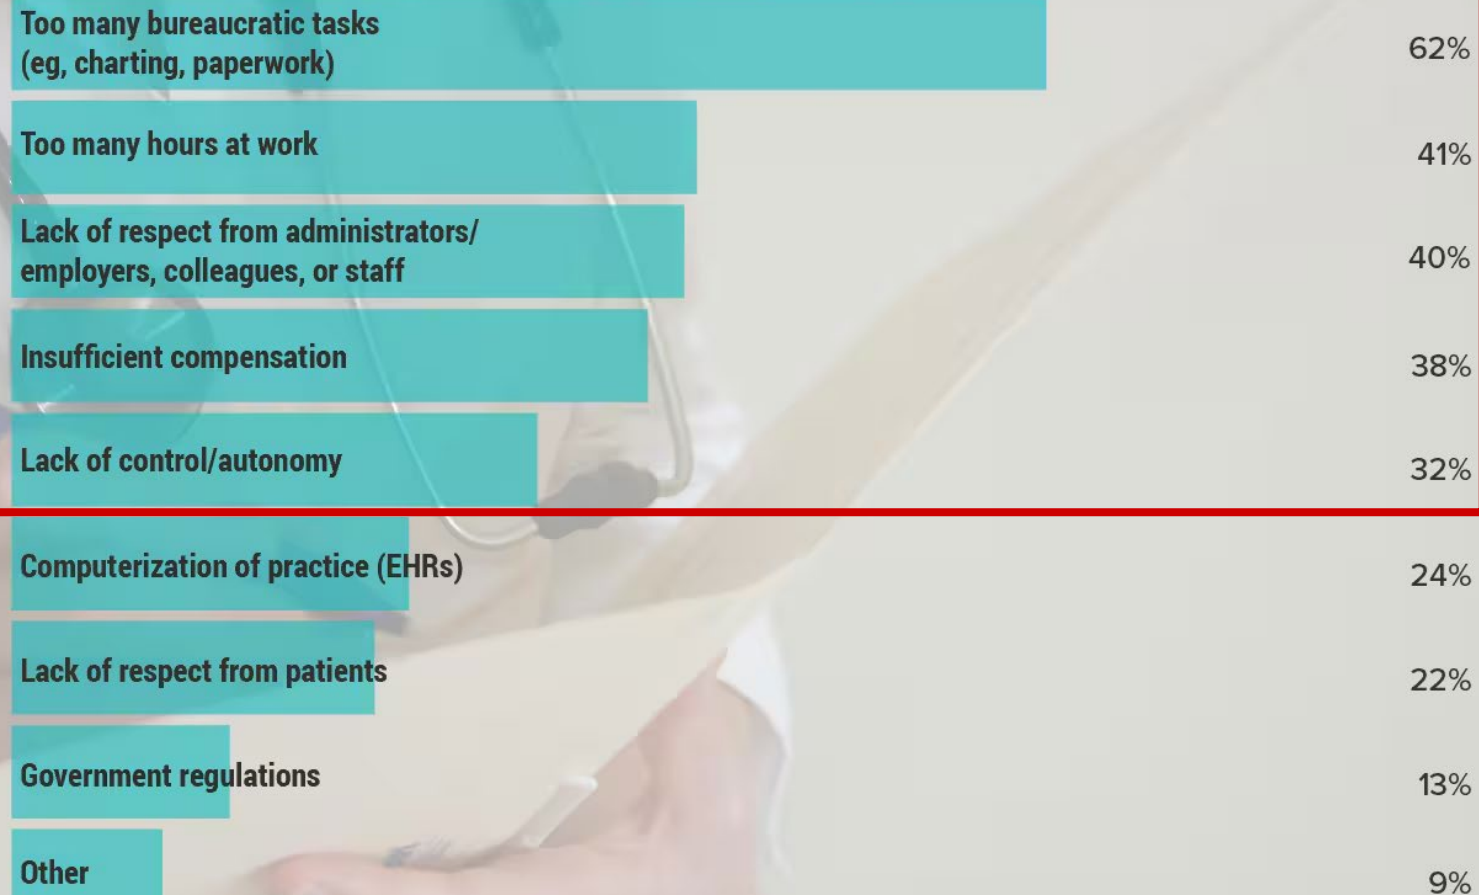 Too many bureaucratic tasks
(eg, charting, paperwork)
62%
Too many hours at work
41%
Lack of respect from administrators/
employers, colleagues, or staff
40%
Insufficient compensation
38%
Lack of control/autonomy
32%
Computerization of practice (EHRs)
24%
Lack of respect from patients
22%
Government regulations
13%
Other
9%